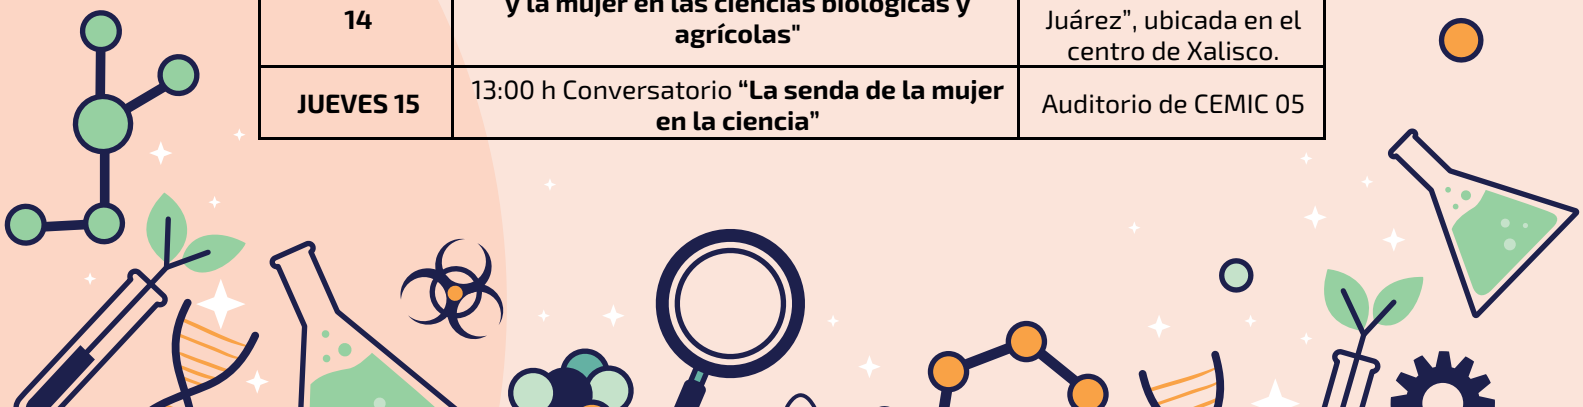 14
y la mujer en las ciencias biológicas y
agrícolas"
Juárez”, ubicada en el
centro de Xalisco.
JUEVES 15
13:00 h Conversatorio “La senda de la mujer
en la ciencia”
Auditorio de CEMIC 05